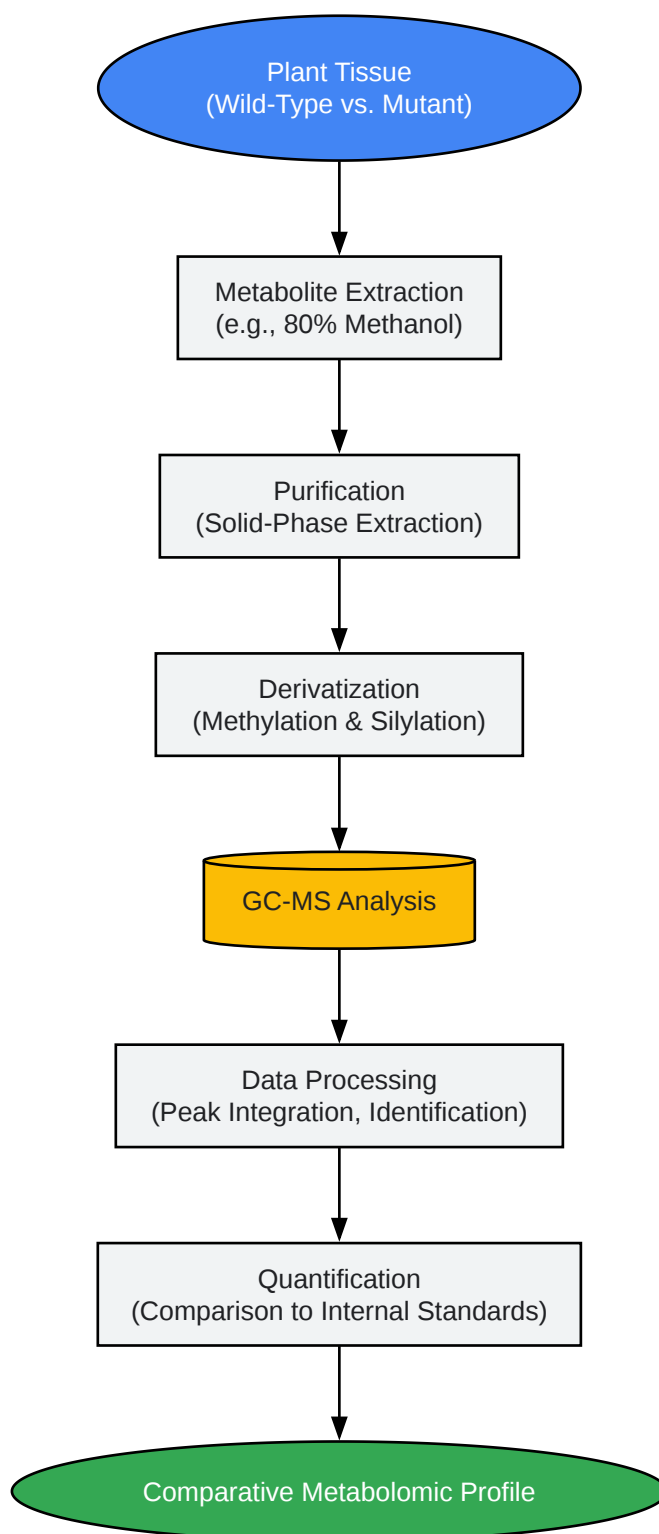 Plant Tissue
(Wild-Type vs. Mutant)
Metabolite Extraction
(e.g., 80% Methanol)
Purification
(Solid-Phase Extraction)
Derivatization
(Methylation & Silylation)
GC-MS Analysis
Data Processing
(Peak Integration, Identification)
Quantification
(Comparison to Internal Standards)
Comparative Metabolomic Profile